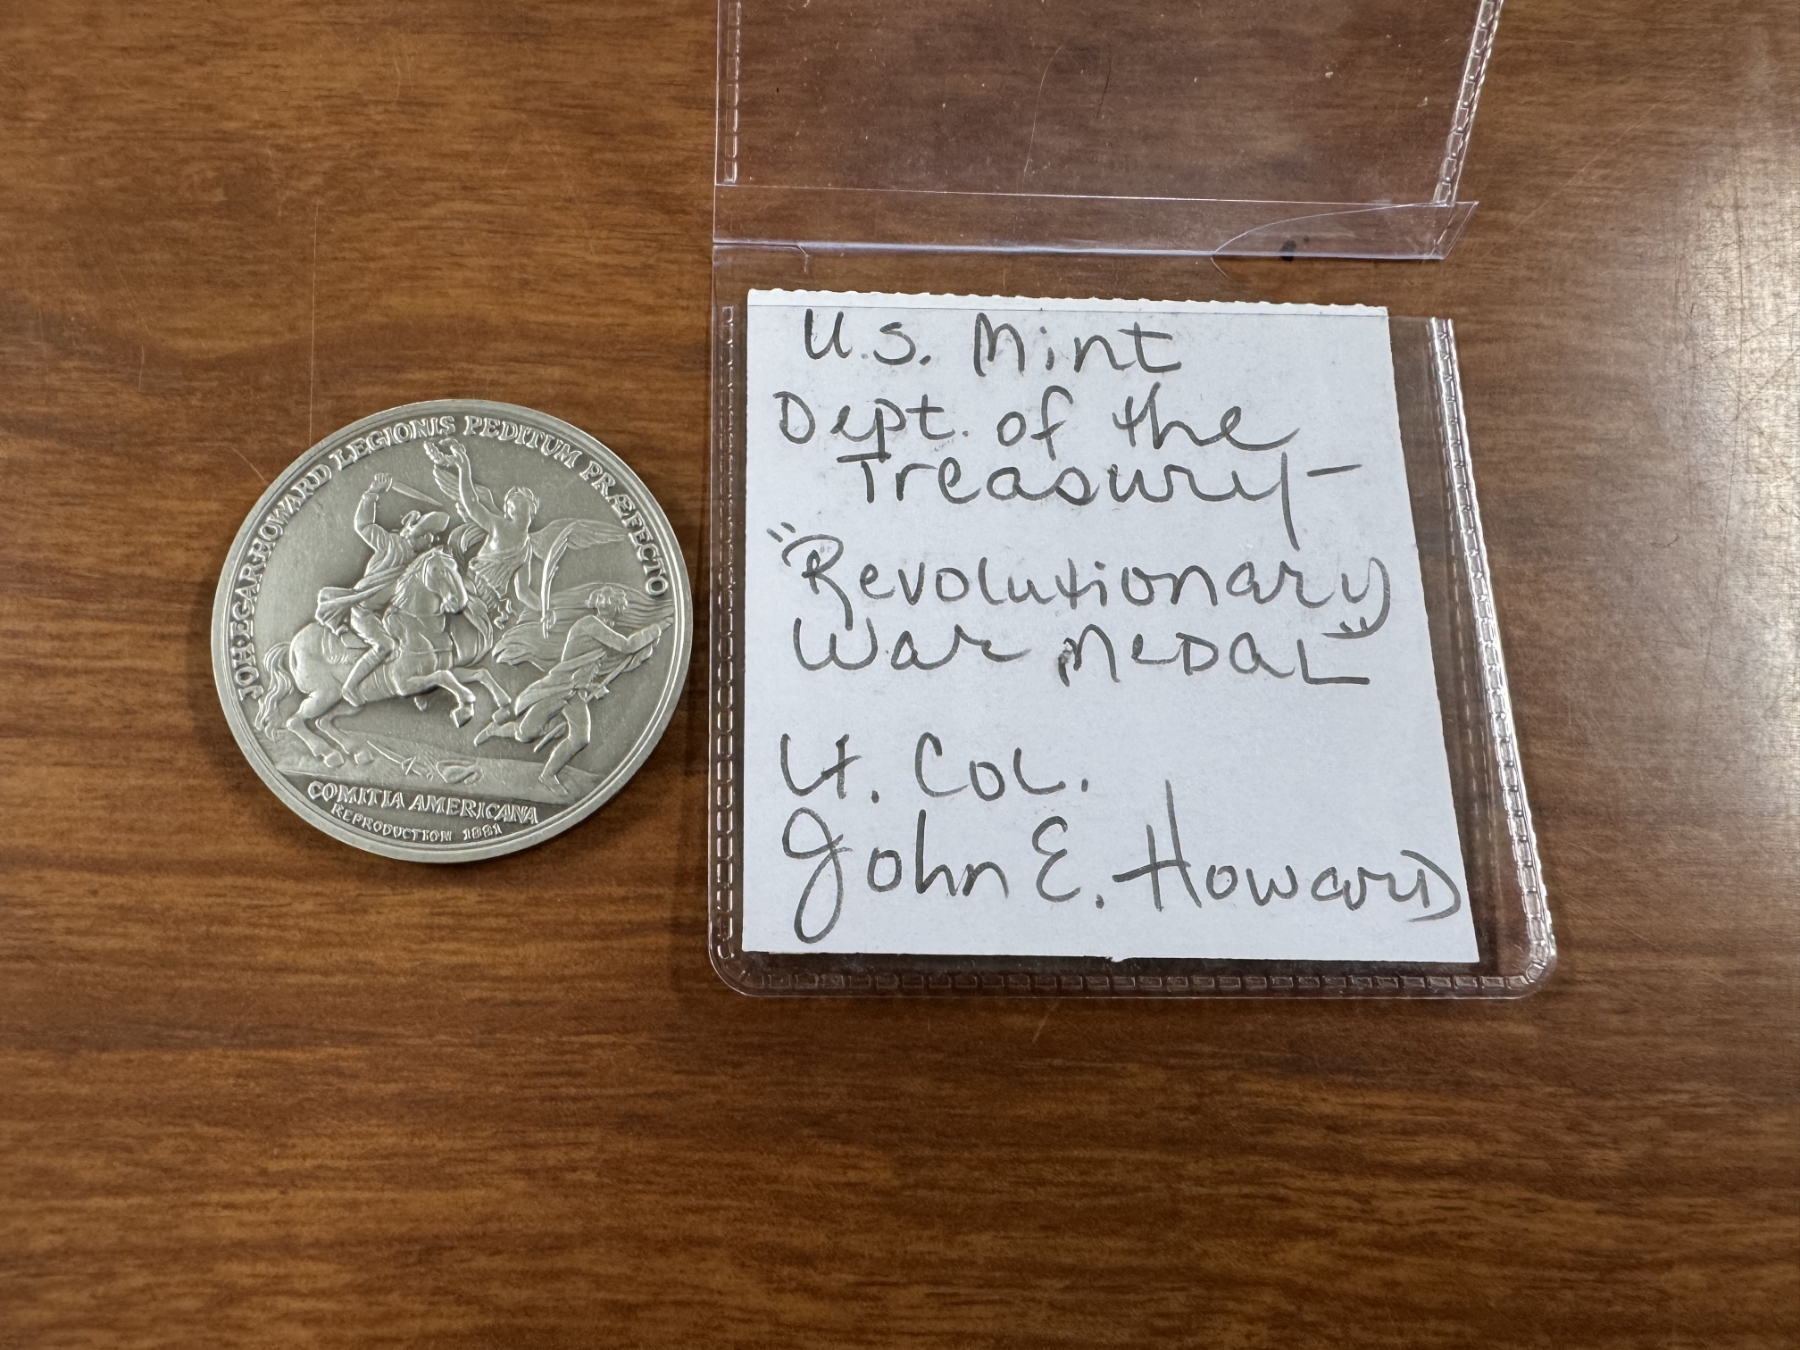 JOH·EGAR·HOWARD LEGIONIS PEDITUM PRÆFECTO
COMITIA AMERICANA
REPRODUCTION 1881
U.S. Mint
Dept. of the
Treasury-
"Revolutionary
War MEDAL"
Lt. Col.
John E. Howard